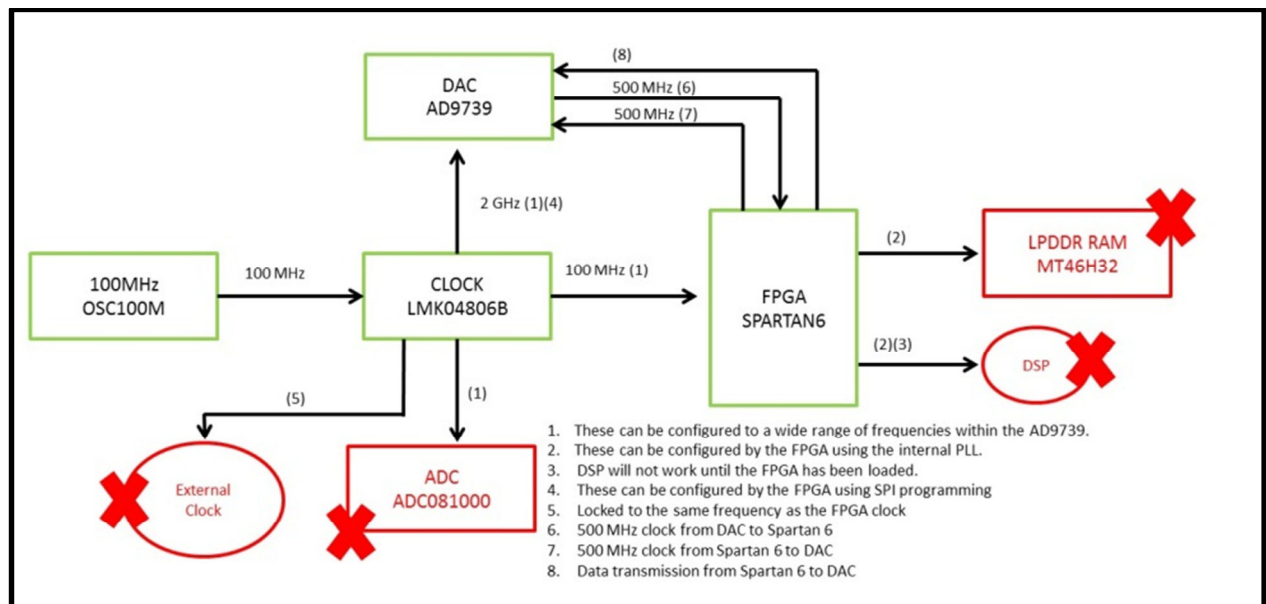 (8)
DAC
AD9739
500 MHz (6)
500 MHz (7)
2 GHz (1)(4)
100MHz
OSC100M
100 MHz
CLOCK
LMK04806B
100 MHz (1)
FPGA
SPARTAN6
(2)
LPDDR RAM
MT46H32
(2)(3)
DSP
(5)
(1)
External
Clock
ADC
ADC081000
1. These can be configured to a wide range of frequencies within the AD9739.
2. These can be configured by the FPGA using the internal PLL.
3. DSP will not work until the FPGA has been loaded.
4. These can be configured by the FPGA using SPI programming
5. Locked to the same frequency as the FPGA clock
6. 500 MHz clock from DAC to Spartan 6
7. 500 MHz clock from Spartan 6 to DAC
8. Data transmission from Spartan 6 to DAC